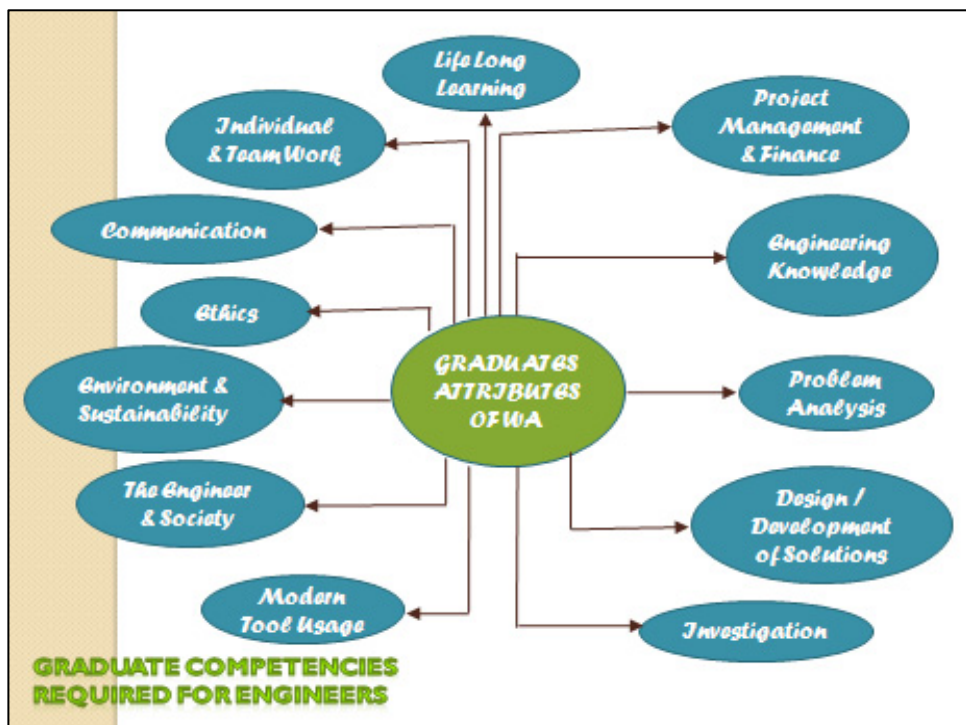 Life Long
Learning
Project
Management
& Finance
Individual
& Team Work
Communication
Engineering
Knowledge
Ethics
GRADUATES
ATTRIBUTES
OF WA
Environment &
Sustainability
Problem
Analysis
The Engineer
& Society
Design /
Development
of Solutions
Modern
Tool Usage
Investigation
GRADUATE COMPETENCIES
REQUIRED FOR ENGINEERS